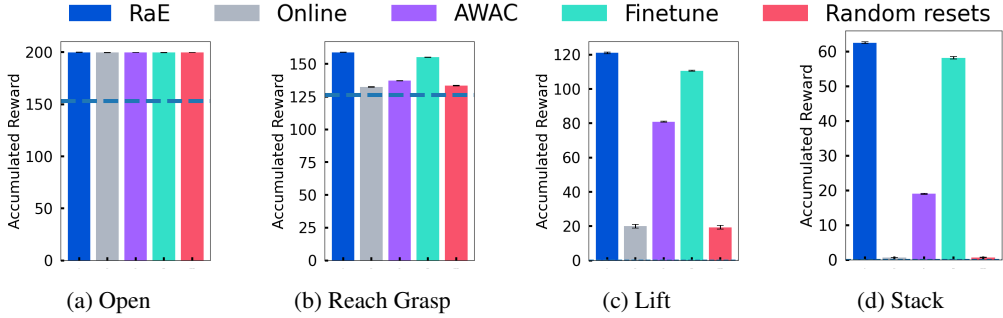 RaE Online AWAC Finetune Random resets
Accumulated Reward
200
150
100
50
0
(a) Open
Accumulated Reward
150
125
100
75
50
25
0
(b) Reach Grasp
Accumulated Reward
120
100
80
60
40
20
0
(c) Lift
Accumulated Reward
60
50
40
30
20
10
0
(d) Stack